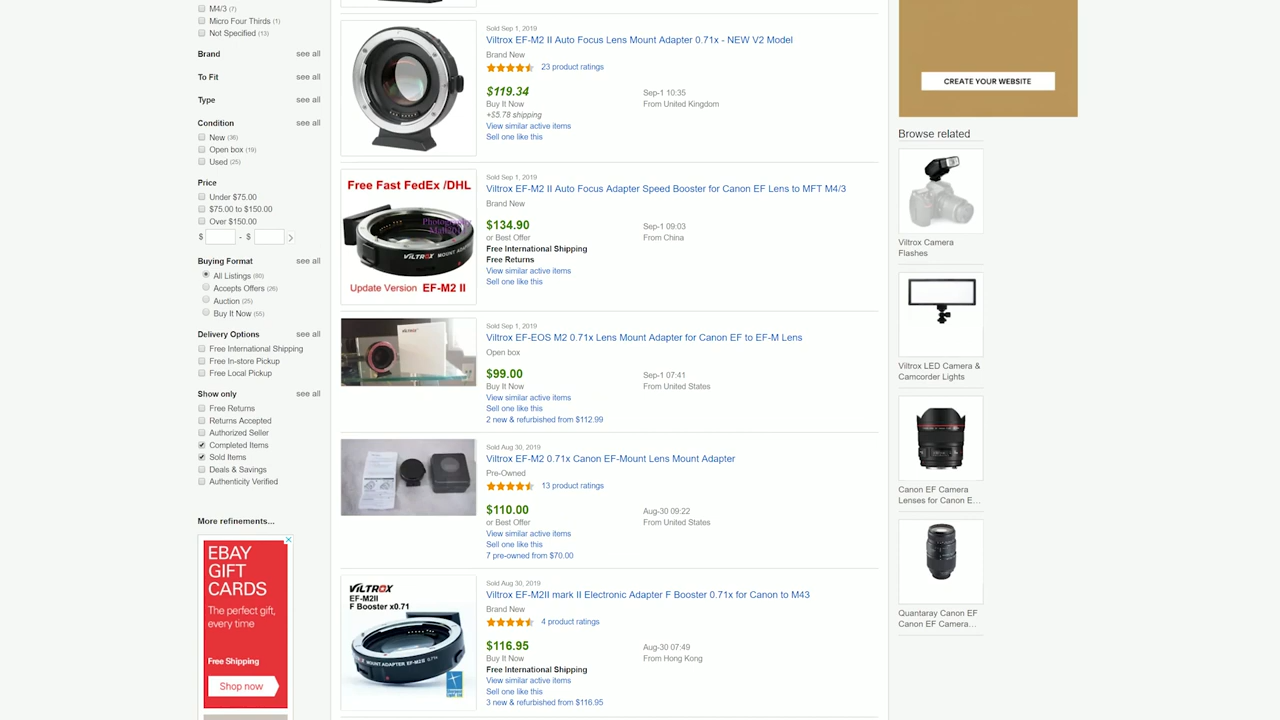 M4/3 (7)
Micro Four Thirds (1)
Not Specified (13)
Brand see all
To Fit see all
Type see all
Condition see all
New (36)
Open box (19)
Used (25)
Price
Under $75.00
$75.00 to $150.00
Over $150.00
$ - $
Buying Format see all
All Listings (80)
Accepts Offers (26)
Auction (25)
Buy It Now (55)
Delivery Options see all
Free International Shipping
Free In-store Pickup
Free Local Pickup
Show only see all
Free Returns
Returns Accepted
Authorized Seller
Completed Items
Sold Items
Deals & Savings
Authenticity Verified
More refinements...
EBAY
GIFT
CARDS
The perfect gift,
every time
Free Shipping
Shop now
Sold Sep 1, 2019
Viltrox EF-M2 II Auto Focus Lens Mount Adapter 0.71x - NEW V2 Model
Brand New
23 product ratings
$119.34
Buy It Now
+$5.78 shipping
View similar active items
Sell one like this
Sep-1 10:35
From United Kingdom
Free Fast FedEx /DHL
VILTROX MOUNT
Update Version EF-M2 II
Sold Sep 1, 2019
Viltrox EF-M2 II Auto Focus Adapter Speed Booster for Canon EF Lens to MFT M4/3
Brand New
$134.90
or Best Offer
Free International Shipping
Free Returns
View similar active items
Sell one like this
Sep-1 09:03
From China
Sold Sep 1, 2019
Viltrox EF-EOS M2 0.71x Lens Mount Adapter for Canon EF to EF-M Lens
Open box
$99.00
Buy It Now
View similar active items
Sell one like this
2 new & refurbished from $112.99
Sep-1 07:41
From United States
Sold Aug 30, 2019
Viltrox EF-M2 0.71x Canon EF-Mount Lens Mount Adapter
Pre-Owned
13 product ratings
$110.00
or Best Offer
View similar active items
Sell one like this
7 pre-owned from $70.00
Aug-30 09:22
From United States
VILTROX
EF-M2II
F Booster x0.71
MOUNT ADAPTER EF-M2II 0.71x
Sold Aug 30, 2019
Viltrox EF-M2II mark II Electronic Adapter F Booster 0.71x for Canon to M43
Brand New
4 product ratings
$116.95
Buy It Now
Free International Shipping
View similar active items
Sell one like this
3 new & refurbished from $116.95
Aug-30 07:49
From Hong Kong
CREATE YOUR WEBSITE
Browse related
Viltrox Camera
Flashes
Viltrox LED Camera &
Camcorder Lights
Canon EF Camera
Lenses for Canon E...
Quantaray Canon EF
Canon EF Camera...